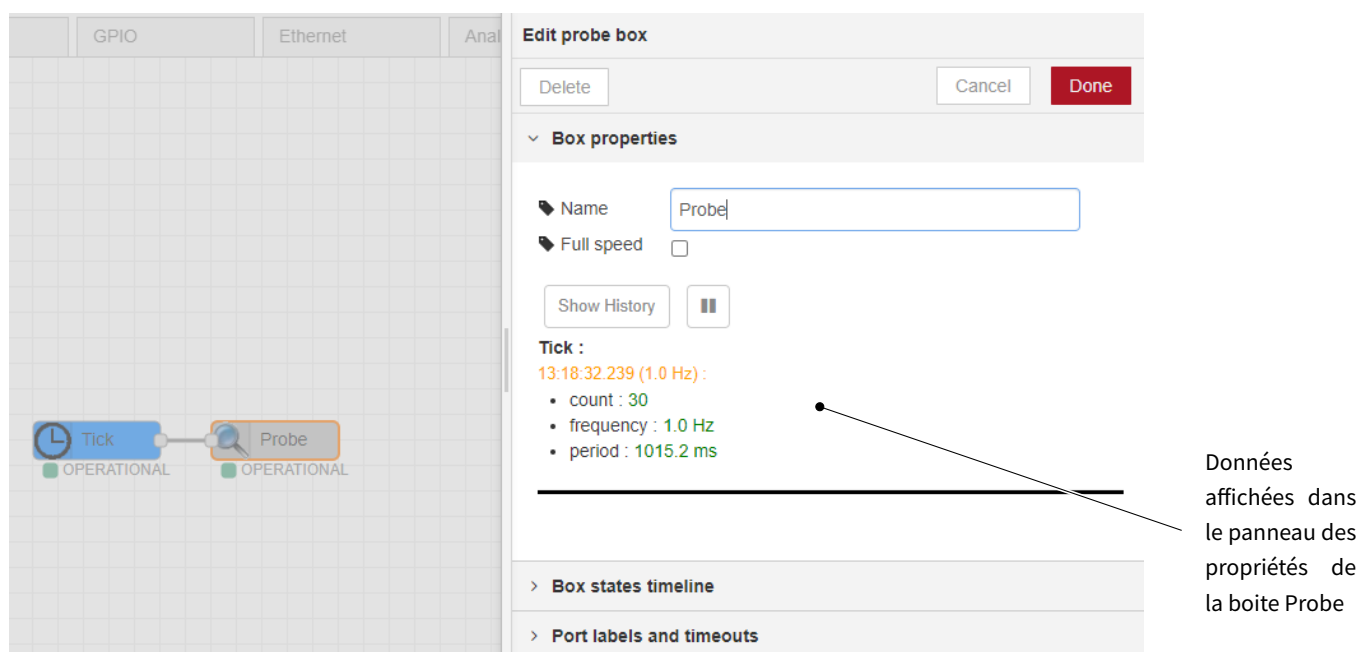 GPIO
Ethernet
Anal
Edit probe box
Delete
Cancel
Done
Box properties
Name
Probe
Full speed
Show History
Tick :
13:18:32.239 (1.0 Hz) :
• count : 30
• frequency : 1.0 Hz
• period : 1015.2 ms
Tick
Probe
OPERATIONAL
OPERATIONAL
Box states timeline
Port labels and timeouts
Données
affichées dans
le panneau des
propriétés de
la boite Probe